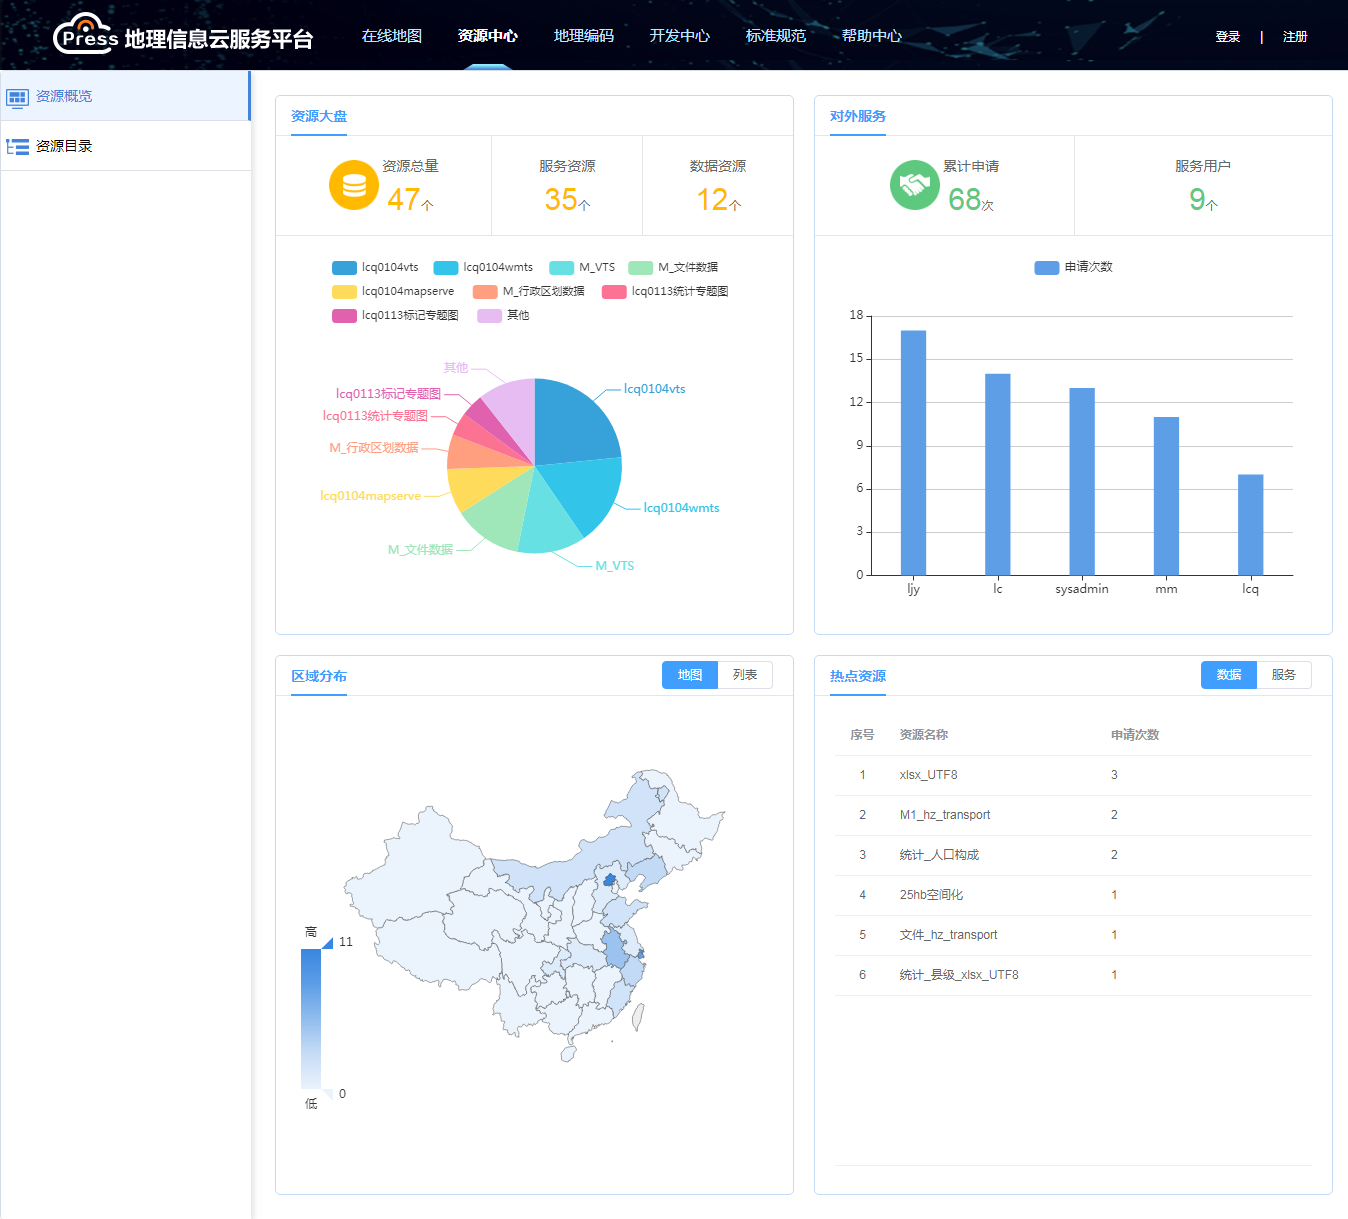 Press 地理信息云服务平台
在线地图 资源中心 地理编码 开发中心 标准规范 帮助中心
登录 | 注册
资源概览
资源目录
资源大盘
资源总量
47个
服务资源
35个
数据资源
12个
lcq0104vts lcq0104wmts M_VTS M_文件数据
lcq0104mapserve M_行政区划数据 lcq0113统计专题图
lcq0113标记专题图 其他
其他
lcq0104vts
lcq0113标记专题图
lcq0113统计专题图
M_行政区划数据
lcq0104mapserve
lcq0104wmts
M_文件数据
M_VTS
对外服务
累计申请
68次
服务用户
9个
申请次数
18
15
12
9
6
3
0
ljy lc sysadmin mm lcq
区域分布
地图 列表
高
11
0
低
热点资源
数据 服务
序号 资源名称 申请次数
1 xlsx_UTF8 3
2 M1_hz_transport 2
3 统计_人口构成 2
4 25hb空间化 1
5 文件_hz_transport 1
6 统计_县级_xlsx_UTF8 1